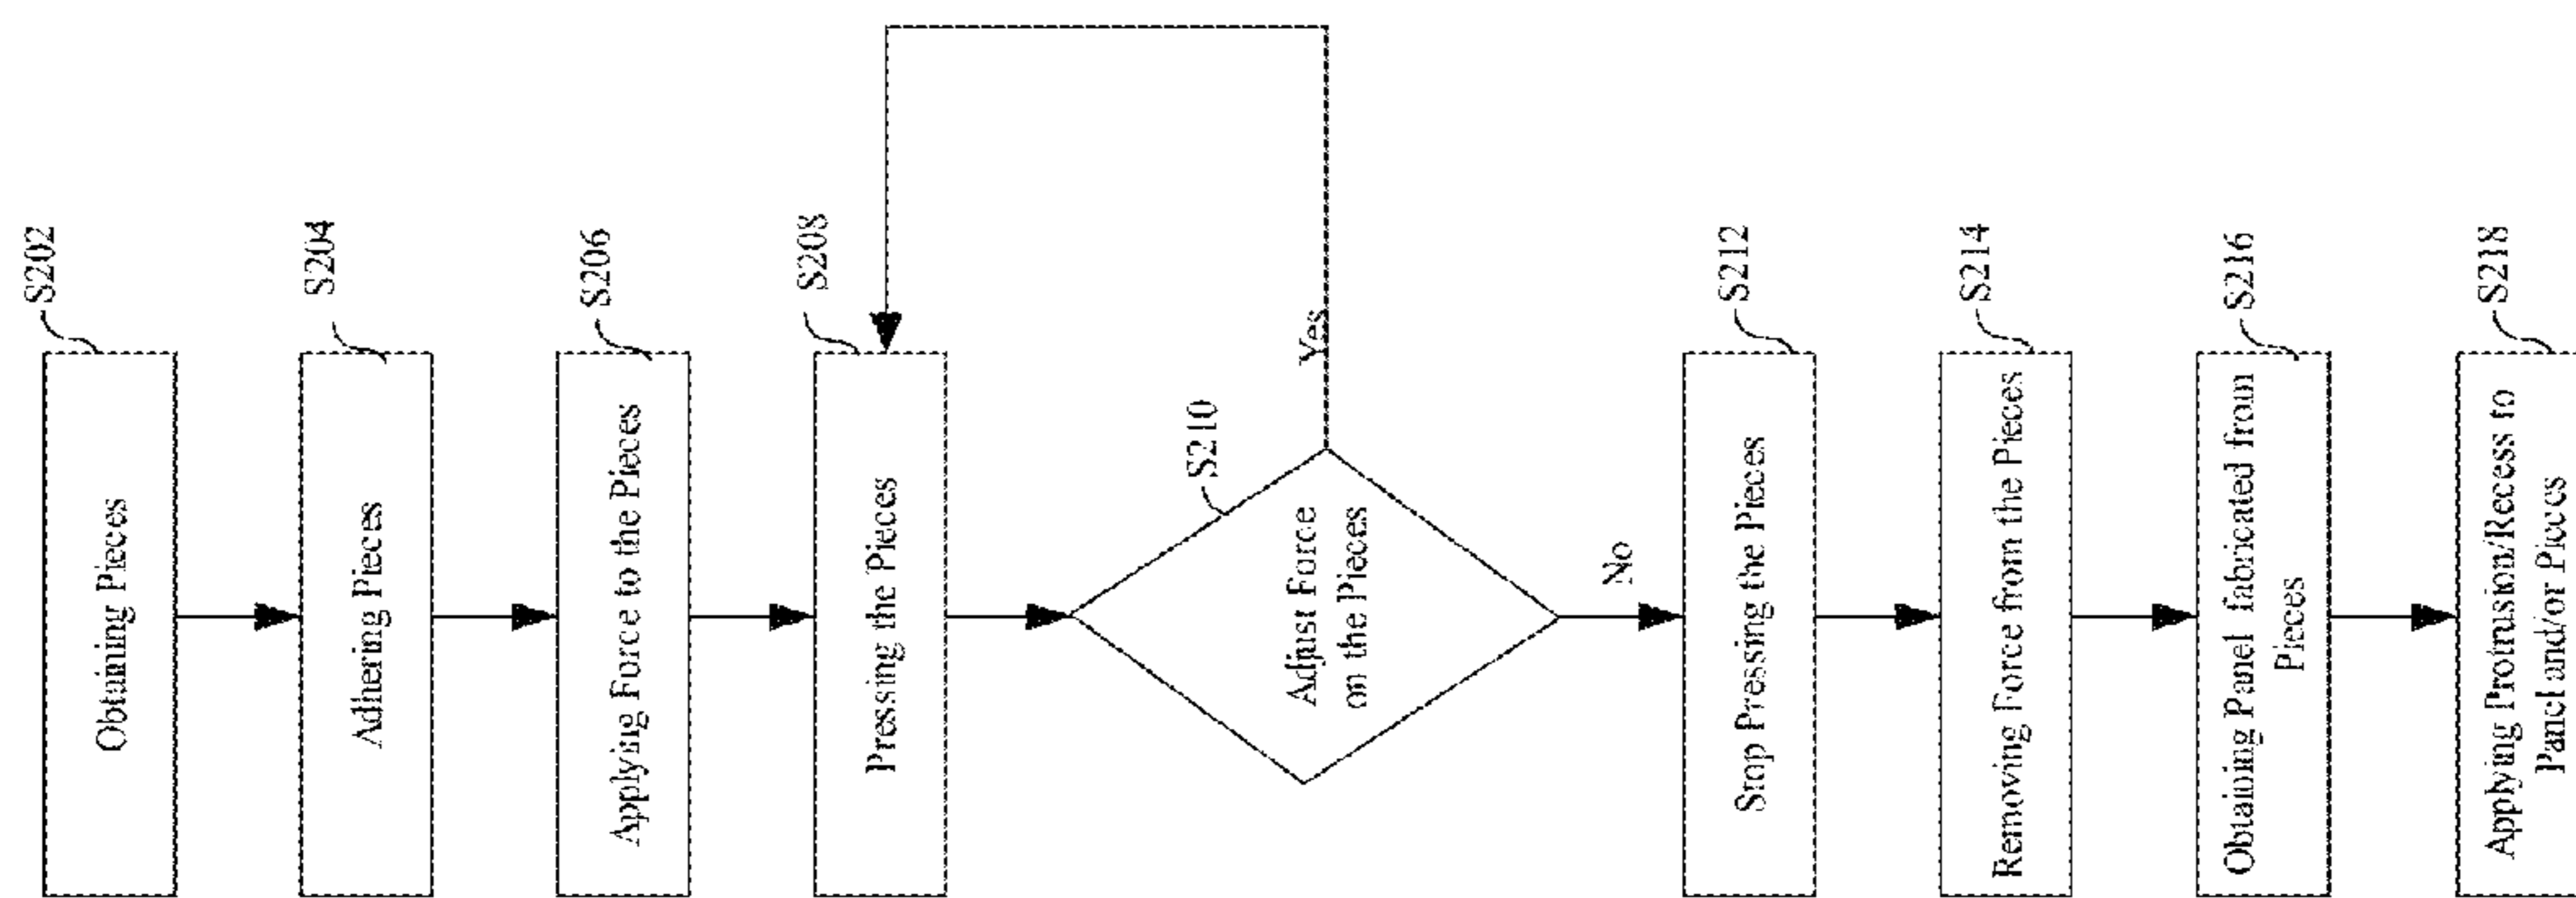 S202
Obtaining Pieces
S204
Adhering Pieces
S206
Applying Force to the Pieces
S208
Pressing the Pieces
S210
Adjust Force
on the Pieces
Yes
No
S212
Stop Pressing the Pieces
S214
Removing Force from the Pieces
S216
Obtaining Panel fabricated from
Pieces
S218
Applying Protrusion/Recess to
Panel and/or Pieces